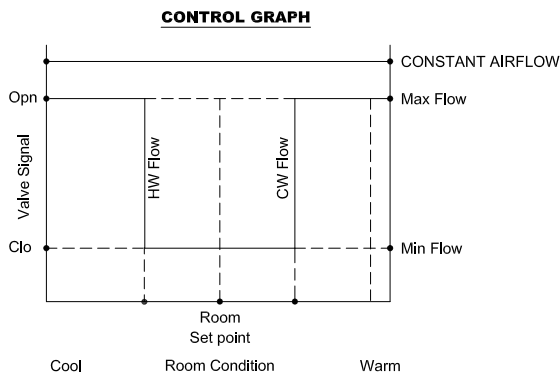 CONTROL GRAPH
CONSTANT AIRFLOW
Opn
Max Flow
Valve Signal
HW Flow
CW Flow
Clo
Min Flow
Room
Set point
Cool
Room Condition
Warm